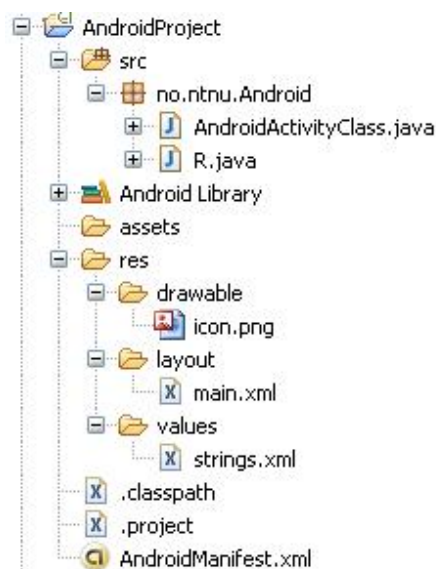 AndroidProject
src
no.ntnu.Android
AndroidActivityClass.java
R.java
Android Library
assets
res
drawable
icon.png
layout
main.xml
values
strings.xml
.classpath
.project
AndroidManifest.xml